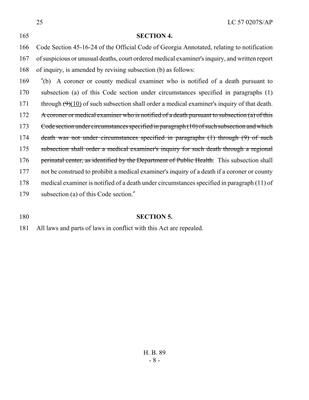 25 LC 57 0207S/AP
165 SECTION 4.
166 Code Section 45-16-24 of the Official Code of Georgia Annotated, relating to notification
167 of suspicious or unusual deaths, court ordered medical examiner's inquiry, and written report
168 of inquiry, is amended by revising subsection (b) as follows:
169 "(b) A coroner or county medical examiner who is notified of a death pursuant to
170 subsection (a) of this Code section under circumstances specified in paragraphs (1)
171 through (9)(10) of such subsection shall order a medical examiner's inquiry of that death.
172 A coroner or medical examiner who is notified of a death pursuant to subsection (a) of this
173 Code section under circumstances specified in paragraph (10) of such subsection and which
174 death was not under circumstances specified in paragraphs (1) through (9) of such
175 subsection shall order a medical examiner's inquiry for such death through a regional
176 perinatal center, as identified by the Department of Public Health. This subsection shall
177 not be construed to prohibit a medical examiner's inquiry of a death if a coroner or county
178 medical examiner is notified of a death under circumstances specified in paragraph (11) of
179 subsection (a) of this Code section."
180 SECTION 5.
181 All laws and parts of laws in conflict with this Act are repealed.
H. B. 89
- 8 -